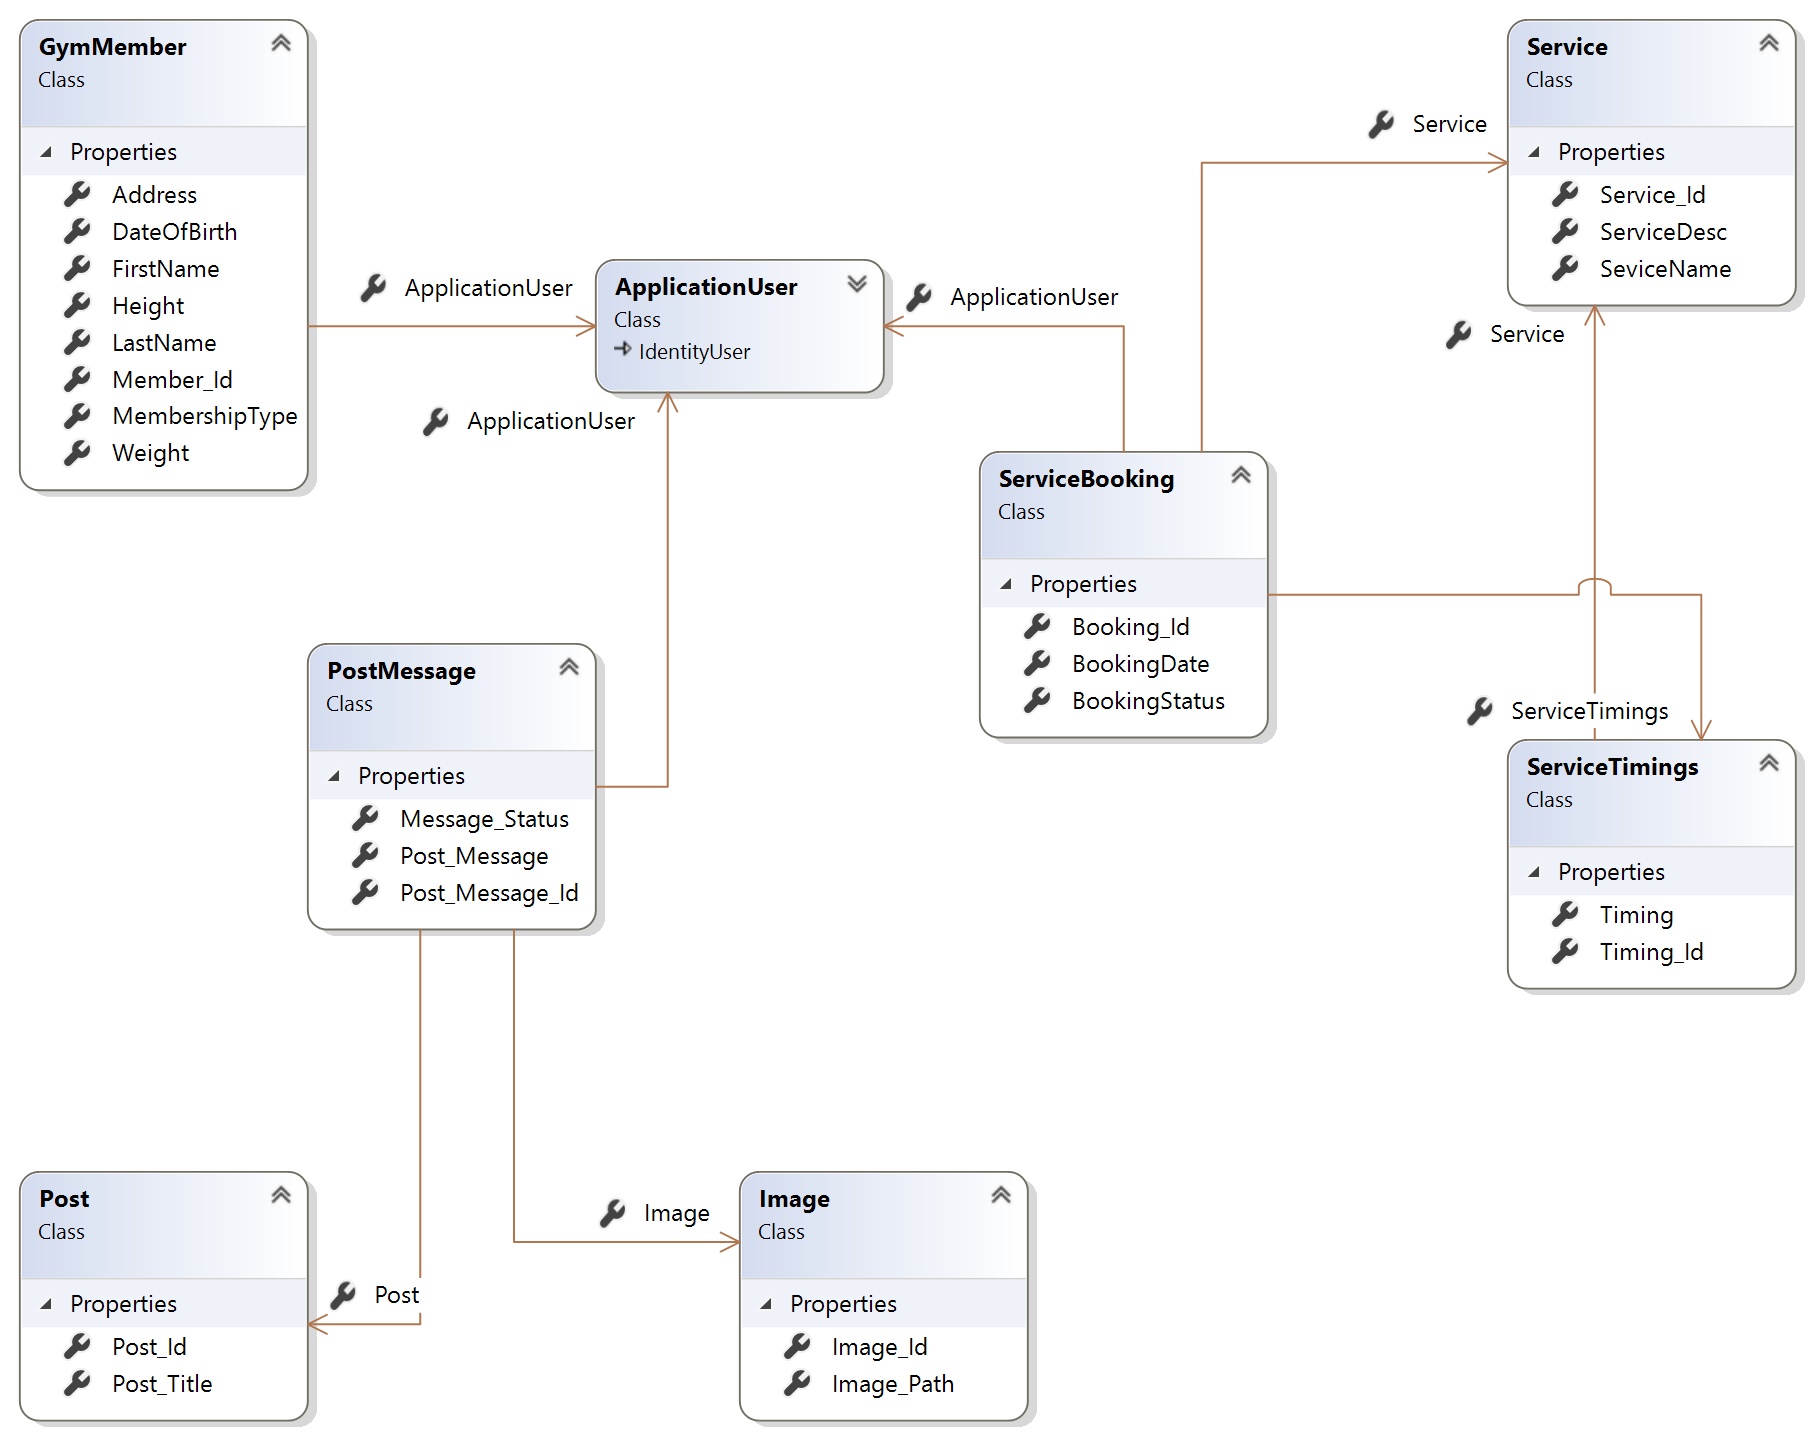 GymMember
Class
Properties
Address
DateOfBirth
FirstName
Height
LastName
Member_Id
MembershipType
Weight
ApplicationUser
ApplicationUser
Class
IdentityUser
ApplicationUser
ApplicationUser
Service
Service
Class
Properties
Service_Id
ServiceDesc
SeviceName
Service
ServiceBooking
Class
Properties
Booking_Id
BookingDate
BookingStatus
ServiceTimings
ServiceTimings
Class
Properties
Timing
Timing_Id
PostMessage
Class
Properties
Message_Status
Post_Message
Post_Message_Id
Post
Class
Properties
Post_Id
Post_Title
Post
Image
Image
Class
Properties
Image_Id
Image_Path